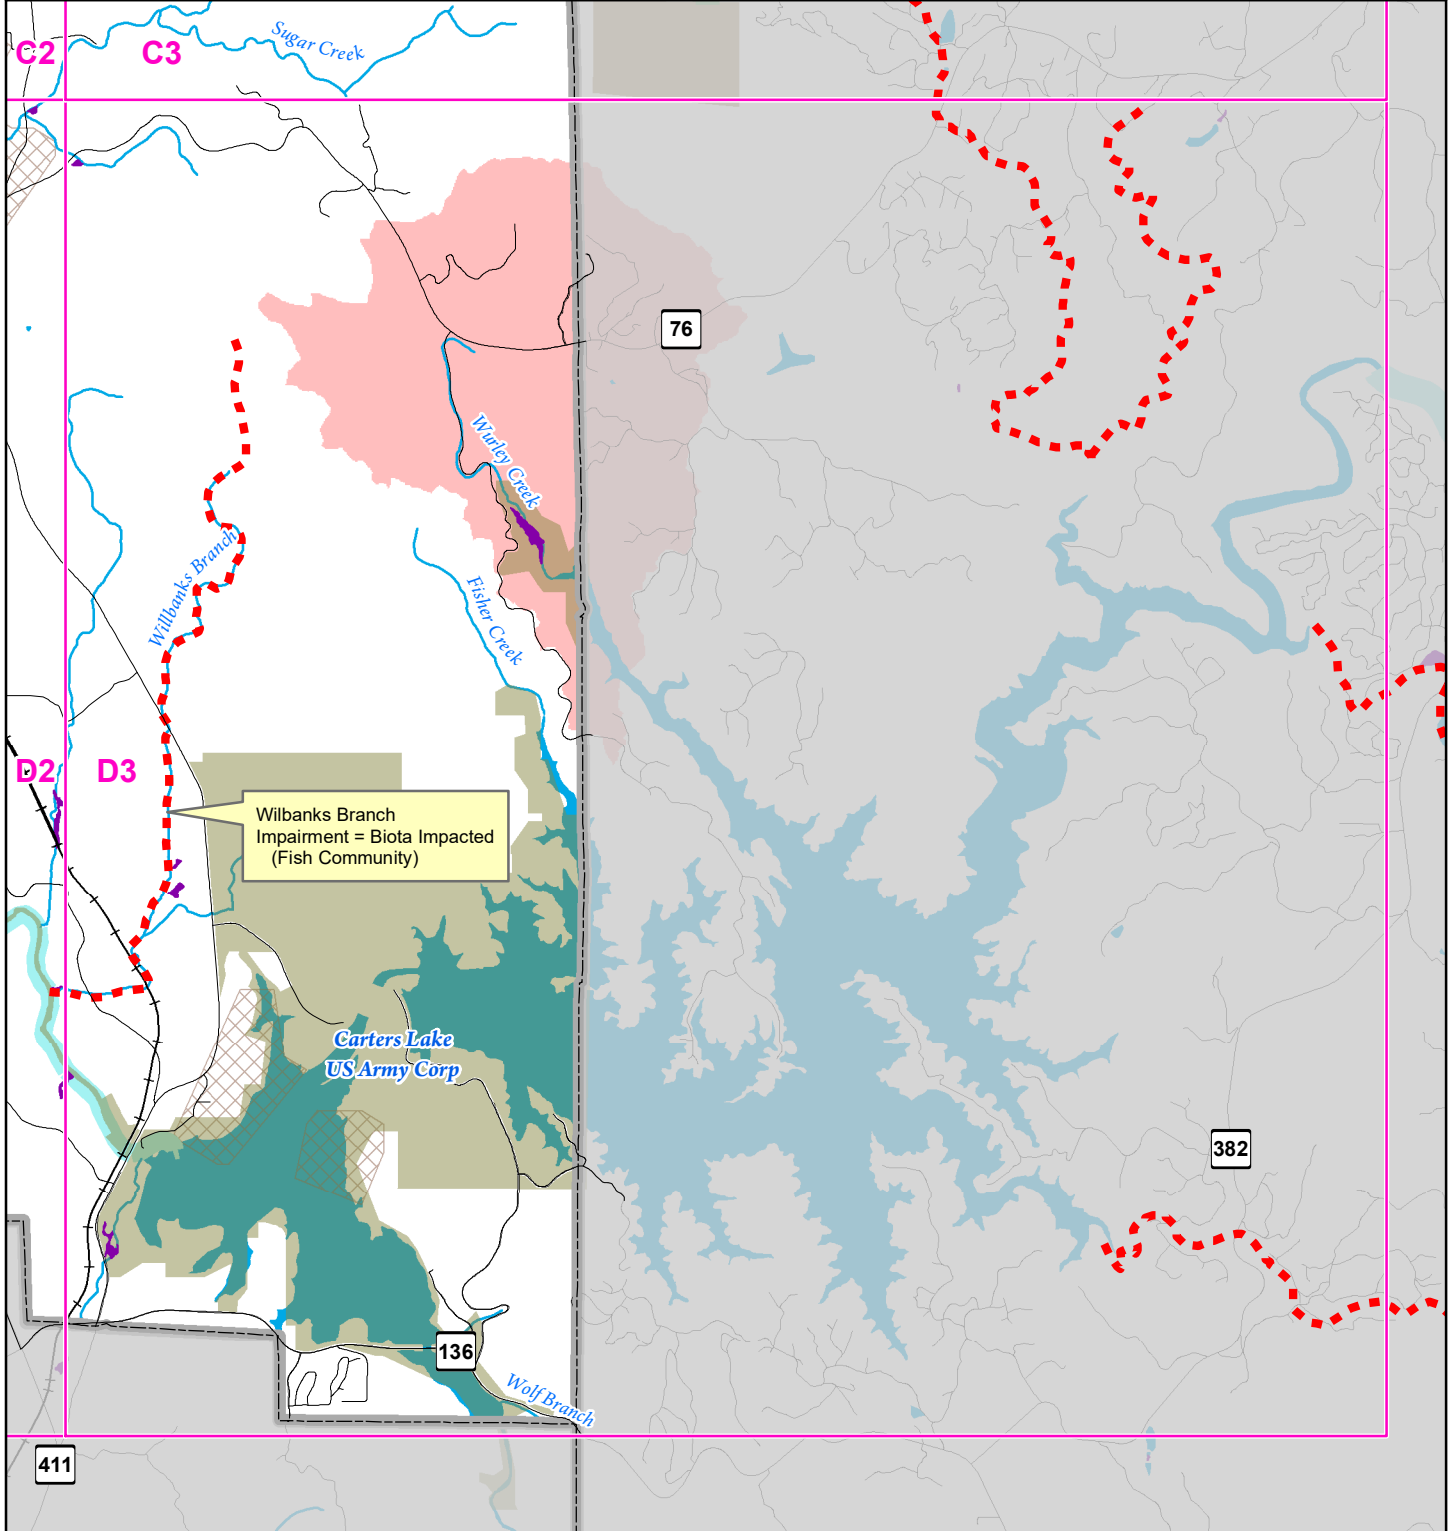 Sugar Creek
C2
C3
76
Wurley Creek
Willbanks Branch
Fisher Creek
D2
D3
Wilbanks Branch
Impairment = Biota Impacted
(Fish Community)
Carters Lake
US Army Corp
382
136
Wolf Branch
411